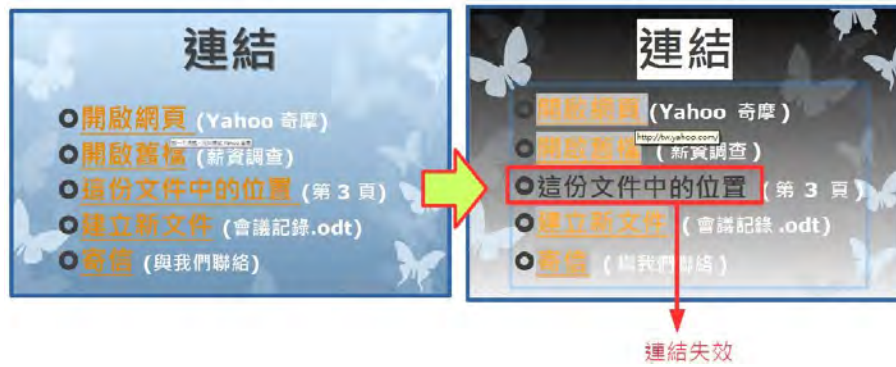 連結
開啟網頁 (Yahoo 奇摩)
開啟舊檔 (薪資調查)
這份文件中的位置 (第 3 頁)
建立新文件 (會議記錄.odt)
寄信 (與我們聯絡)
連結
開啟網頁 (Yahoo 奇摩)
http://tw.yahoo.com/
開啟舊檔 (薪資調查)
這份文件中的位置 (第 3 頁)
建立新文件 (會議記錄.odt)
寄信 (與我們聯絡)
連結失效